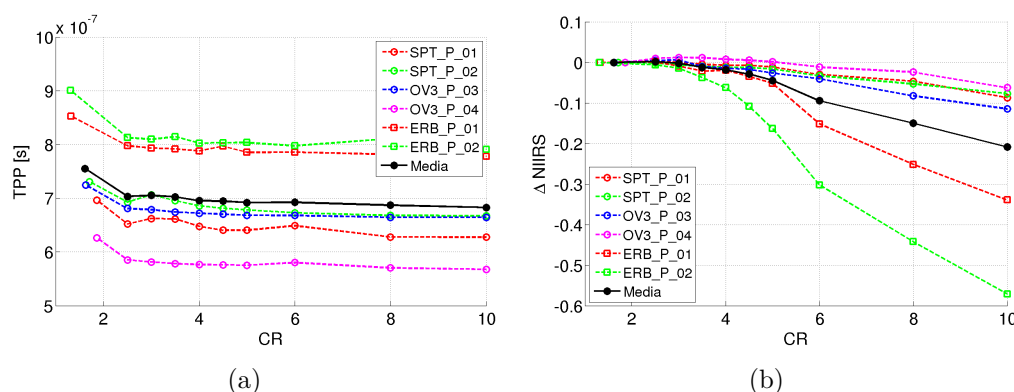 x 10⁻⁷
10
9
8
7
6
5
TPP [s]
2
4
6
8
10
CR
SPT_P_01
SPT_P_02
OV3_P_03
OV3_P_04
ERB_P_01
ERB_P_02
Media
(a)
0.1
0
-0.1
-0.2
-0.3
-0.4
-0.5
-0.6
Δ NIIRS
SPT_P_01
SPT_P_02
OV3_P_03
OV3_P_04
ERB_P_01
ERB_P_02
Media
2
4
6
8
10
CR
(b)